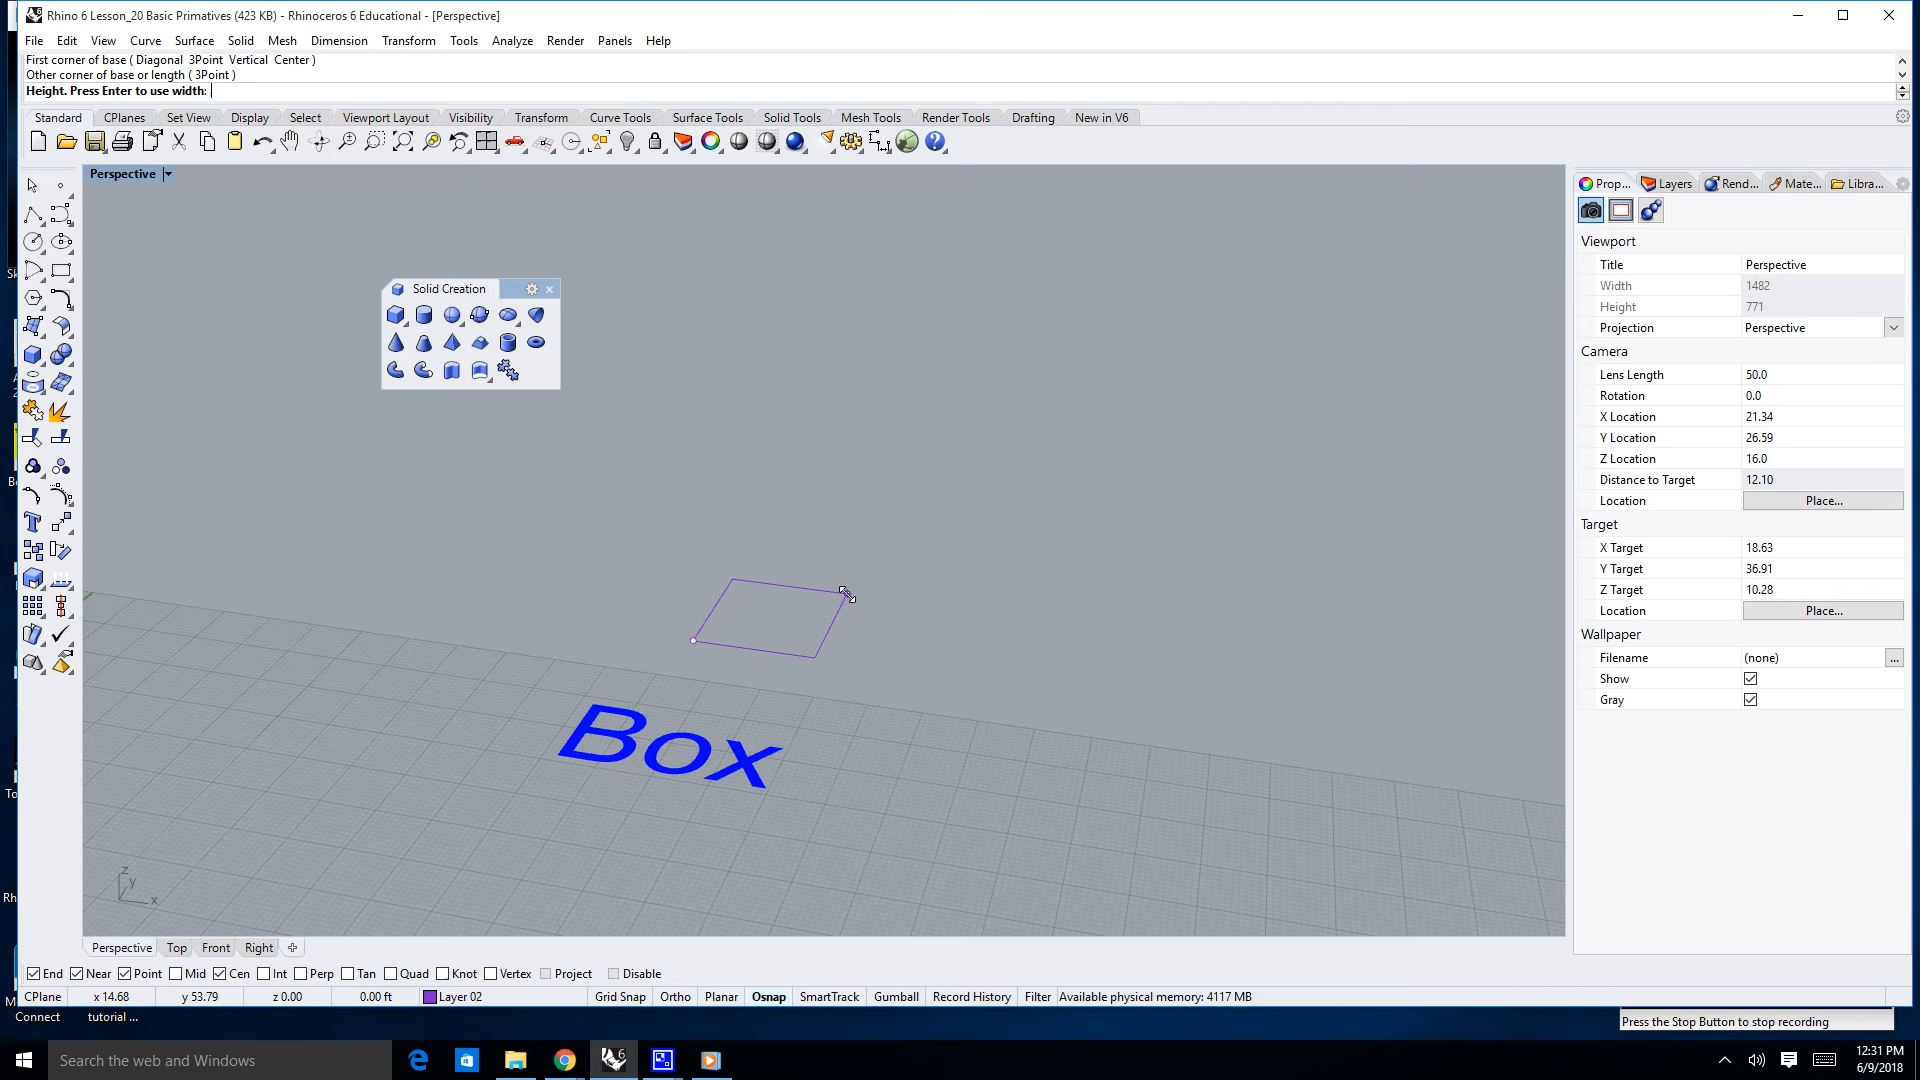 Rhino 6 Lesson_20 Basic Primatives (423 KB) - Rhinoceros 6 Educational - [Perspective]
File Edit View Curve Surface Solid Mesh Dimension Transform Tools Analyze Render Panels Help
First corner of base ( Diagonal 3Point Vertical Center )
Other corner of base or length ( 3Point )
Height. Press Enter to use width:
Standard CPlanes Set View Display Select Viewport Layout Visibility Transform Curve Tools Surface Tools Solid Tools Mesh Tools Render Tools Drafting New in V6
Perspective
Prop... Layers Rend... Mate... Libra...
Solid Creation
Viewport
Title Perspective
Width 1482
Height 771
Projection Perspective
Camera
Lens Length 50.0
Rotation 0.0
X Location 21.34
Y Location 26.59
Z Location 16.0
Distance to Target 12.10
Location Place...
Target
X Target 18.63
Y Target 36.91
Z Target 10.28
Location Place...
Wallpaper
Filename (none) ...
Show
Gray
Box
z
y
x
Perspective Top Front Right
End Near Point Mid Cen Int Perp Tan Quad Knot Vertex Project Disable
CPlane x 14.68 y 53.79 z 0.00 0.00 ft Layer 02 Grid Snap Ortho Planar Osnap SmartTrack Gumball Record History Filter Available physical memory: 4117 MB
Connect tutorial ...
Press the Stop Button to stop recording
Search the web and Windows
12:31 PM
6/9/2018